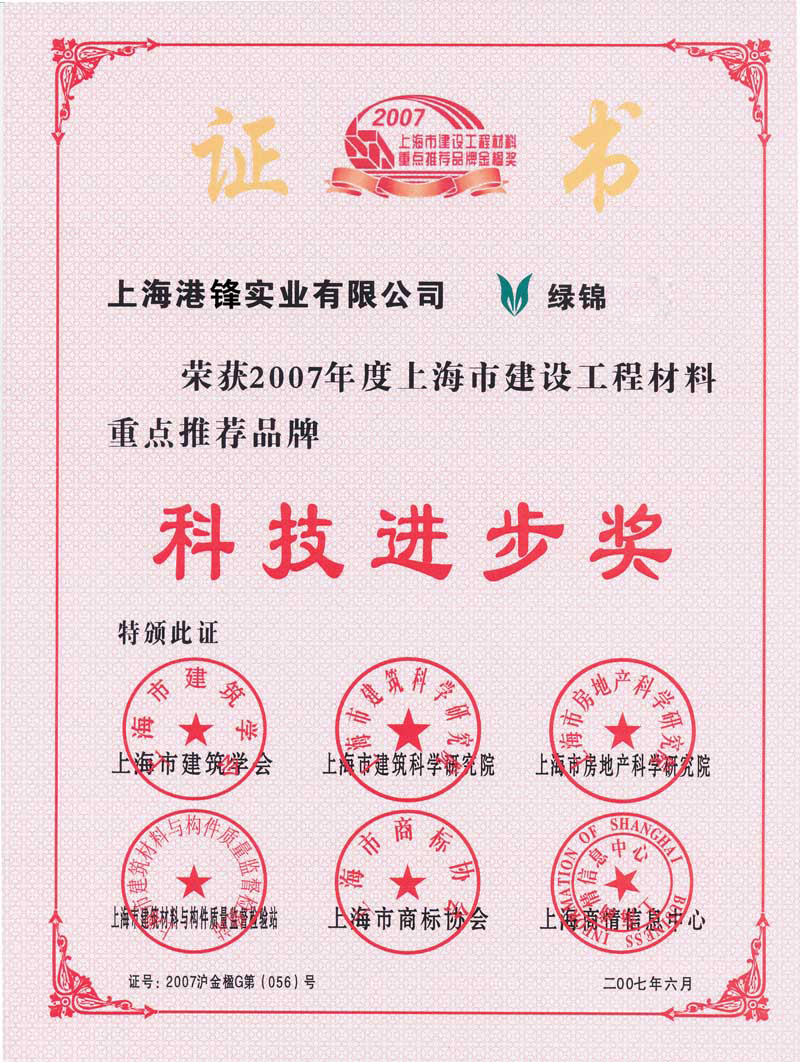 证 书
2007
上海市建设工程材料
重点推荐品牌金楹奖
上海港锋实业有限公司 绿锦
荣获2007年度上海市建设工程材料
重点推荐品牌
科技进步奖
特颁此证
上海市建筑学会
上海市建筑科学研究院
上海市房地产科学研究院
上海市建筑学会 上海市建筑科学研究院 上海市房地产科学研究院
上海市建筑材料与构件质量监督检验站
上海市商标协会
INFORMATION OF SHANGHAI BUSINESS
上海商情信息中心
上海市建筑材料与构件质量监督检验站 上海市商标协会 上海商情信息中心
证号：2007沪金楹G第（056）号 二〇〇七年六月